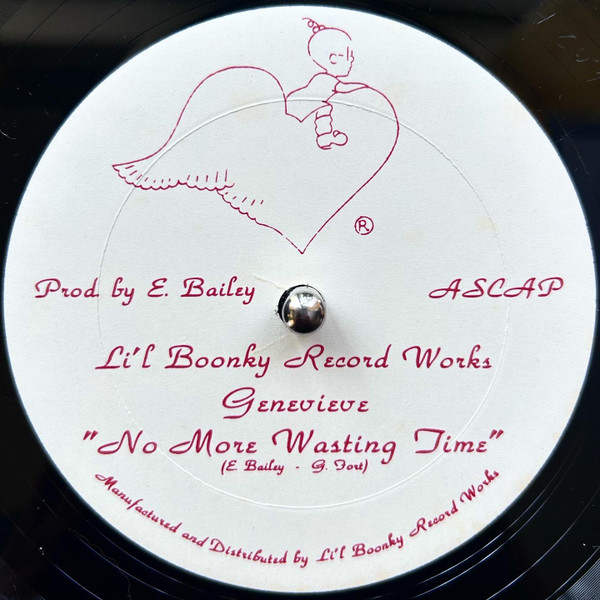 ®
Prod. by E. Bailey
ASCAP
Li'l Boonky Record Works
Genevieve
"No More Wasting Time"
(E. Bailey - G. Fort)
Manufactured and Distributed by Li'l Boonky Record Works